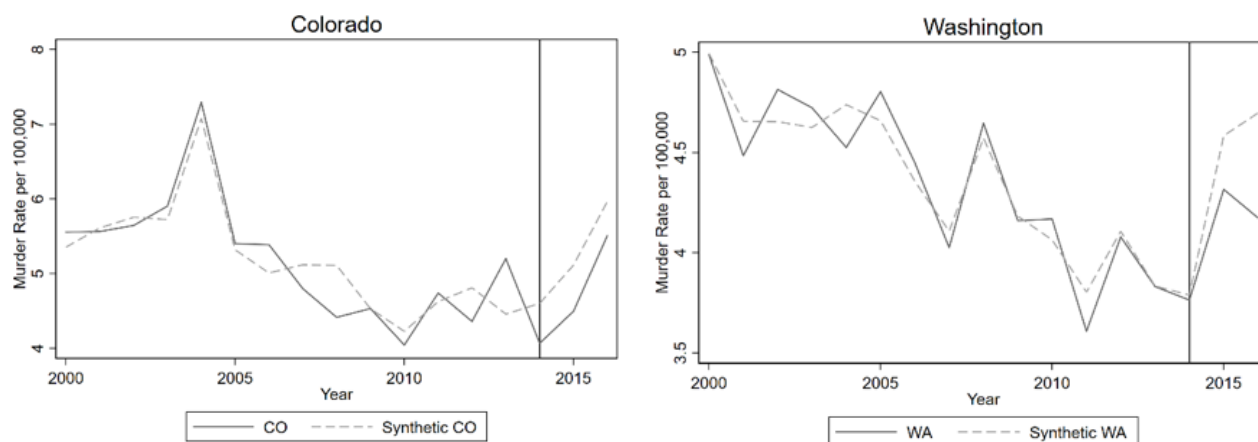 Colorado
Murder Rate per 100,000
8
7
6
5
4
2000 2005 2010 2015
Year
CO Synthetic CO
Washington
Murder Rate per 100,000
5
4.5
4
3.5
2000 2005 2010 2015
Year
WA Synthetic WA